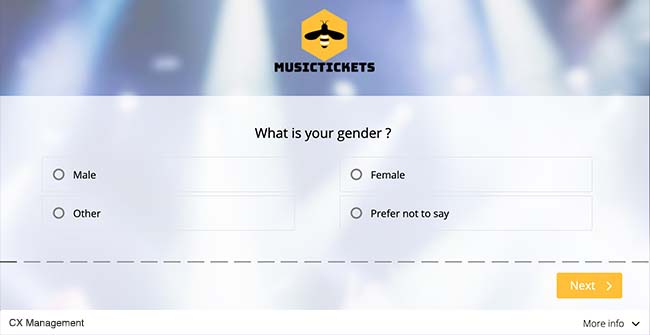 MUSICTICKETS
What is your gender ?
Male
Female
Other
Prefer not to say
Next
CX Management
More info